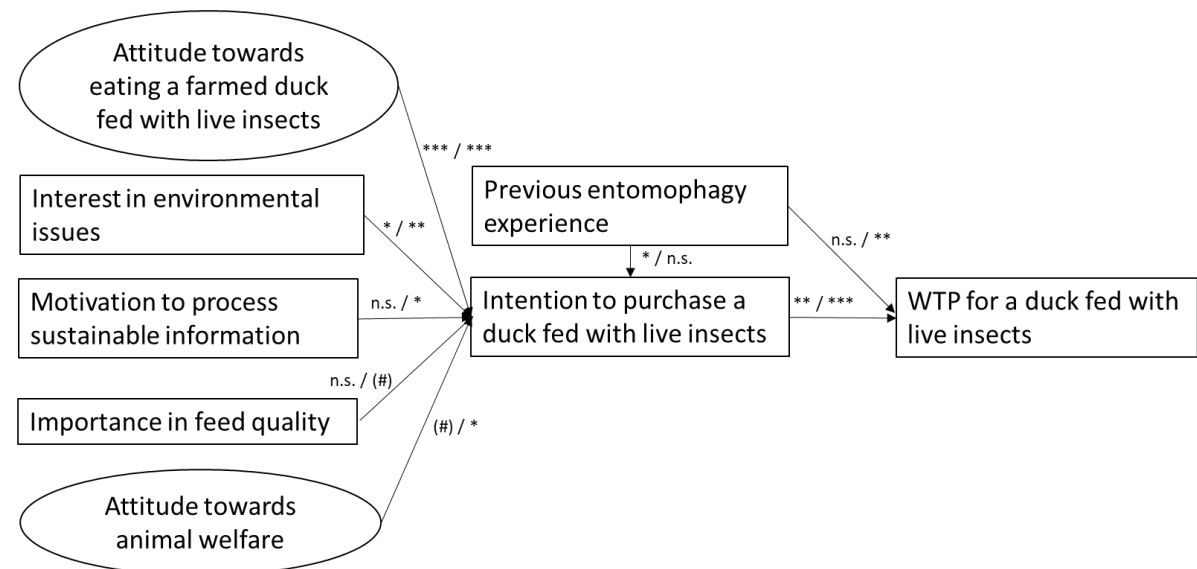 Attitude towards
eating a farmed duck
fed with live insects
*** / ***
Interest in environmental
issues
* / **
Previous entomophagy
experience
n.s. / **
* / n.s.
Motivation to process
sustainable information
n.s. / *
Intention to purchase a
duck fed with live insects
** / ***
WTP for a duck fed with
live insects
n.s. / (#)
Importance in feed quality
(#) / *
Attitude towards
animal welfare